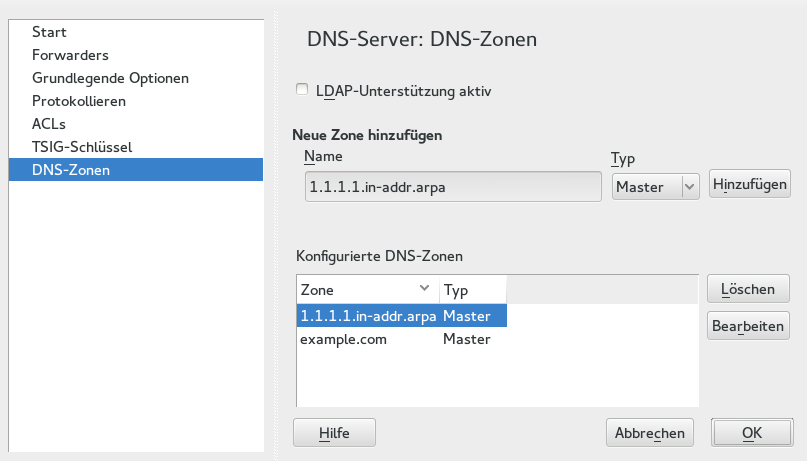 Start
Forwarders
Grundlegende Optionen
Protokollieren
ACLs
TSIG-Schlüssel
DNS-Zonen
DNS-Server: DNS-Zonen
LDAP-Unterstützung aktiv
Neue Zone hinzufügen
Name
Typ
1.1.1.1.in-addr.arpa
Master
Hinzufügen
Konfigurierte DNS-Zonen
Zone Typ
1.1.1.1.in-addr.arpa Master
example.com Master
Löschen
Bearbeiten
Hilfe
Abbrechen
OK